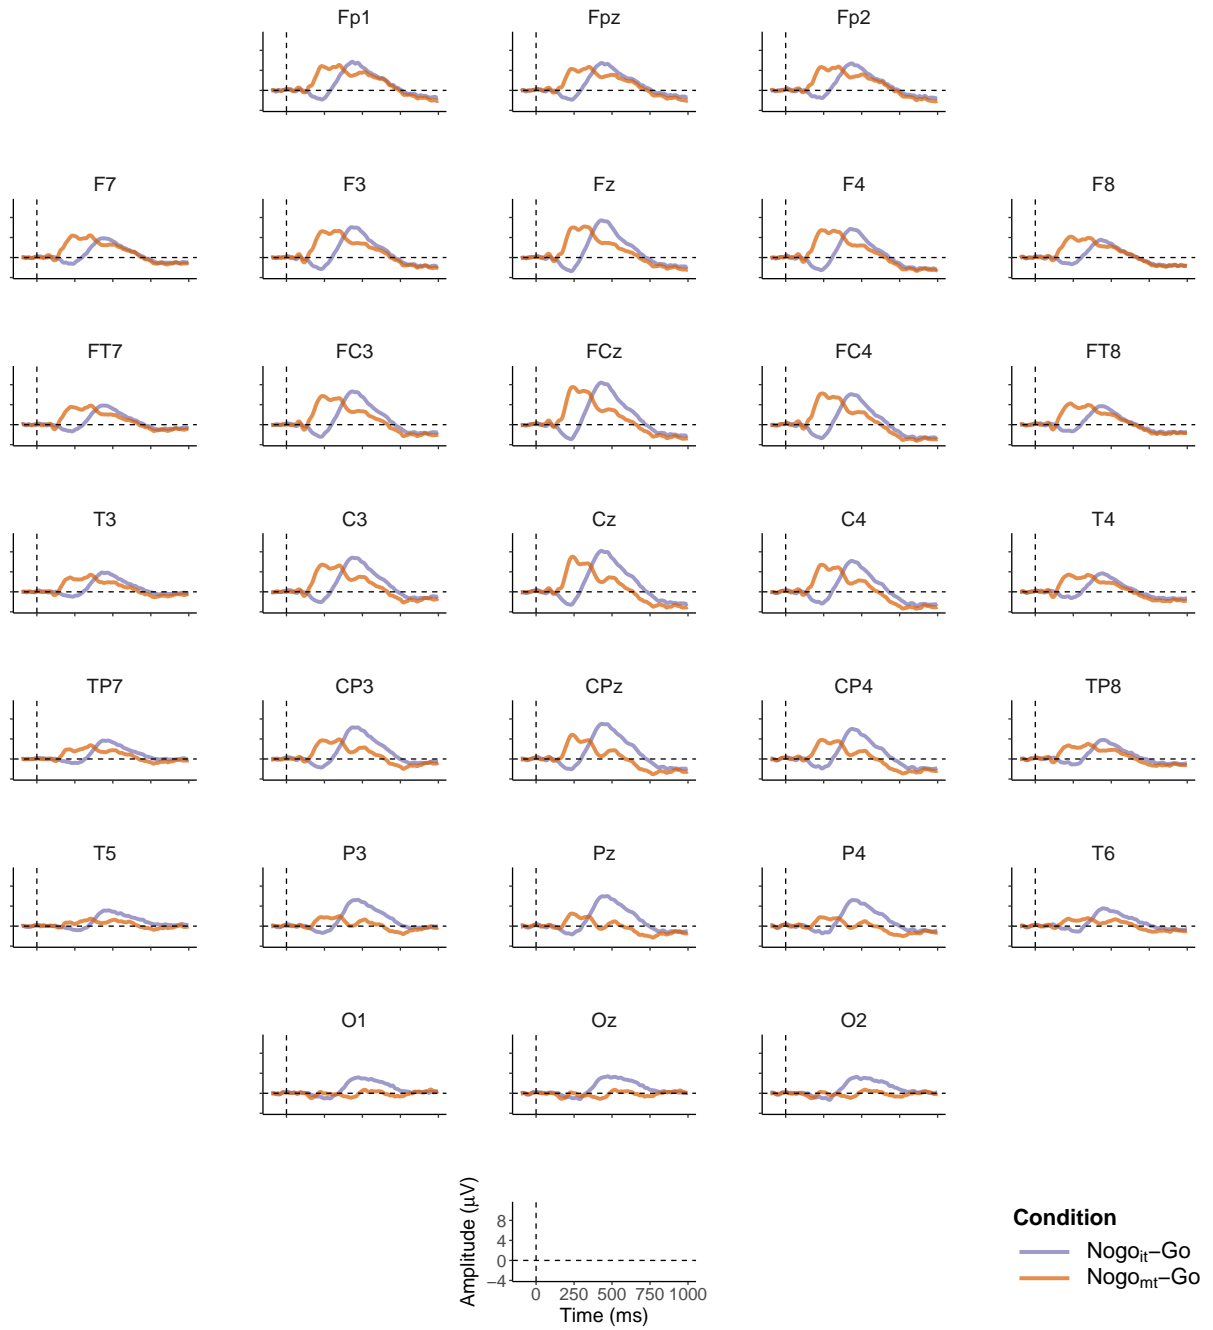 Fp1 Fpz Fp2
F7 F3 Fz F4 F8
FT7 FC3 FCz FC4 FT8
T3 C3 Cz C4 T4
TP7 CP3 CPz CP4 TP8
T5 P3 Pz P4 T6
O1 Oz O2
Amplitude (μV)
8
4
0
−4
0 250 500 750 1000
Time (ms)
Condition
Nogoit−Go
Nogomt−Go